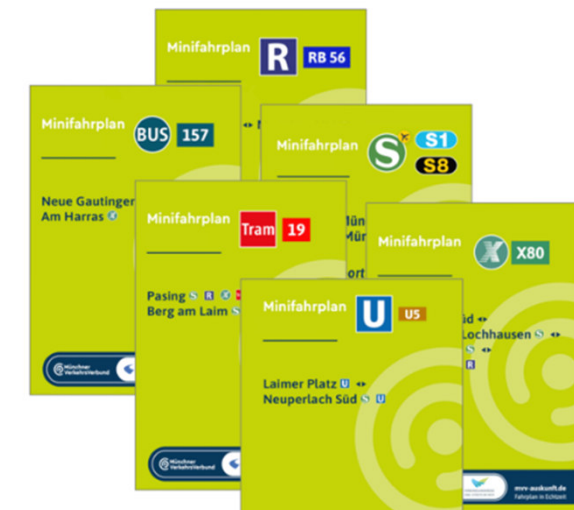 Minifahrplan R RB 56
Minifahrplan BUS 157
Neue Gautinger
Am Harras X
Münchner
VerkehrsVerbund
Minifahrplan S S1
S8
Minifahrplan Tram 19
Pasing S R X
Berg am Laim S
Münchner
VerkehrsVerbund
Minifahrplan X X80
Lochhausen S
S
R
mvv-auskunft.de
Fahrplan in Echtzeit
Minifahrplan U U5
Laimer Platz U
Neuperlach Süd S U